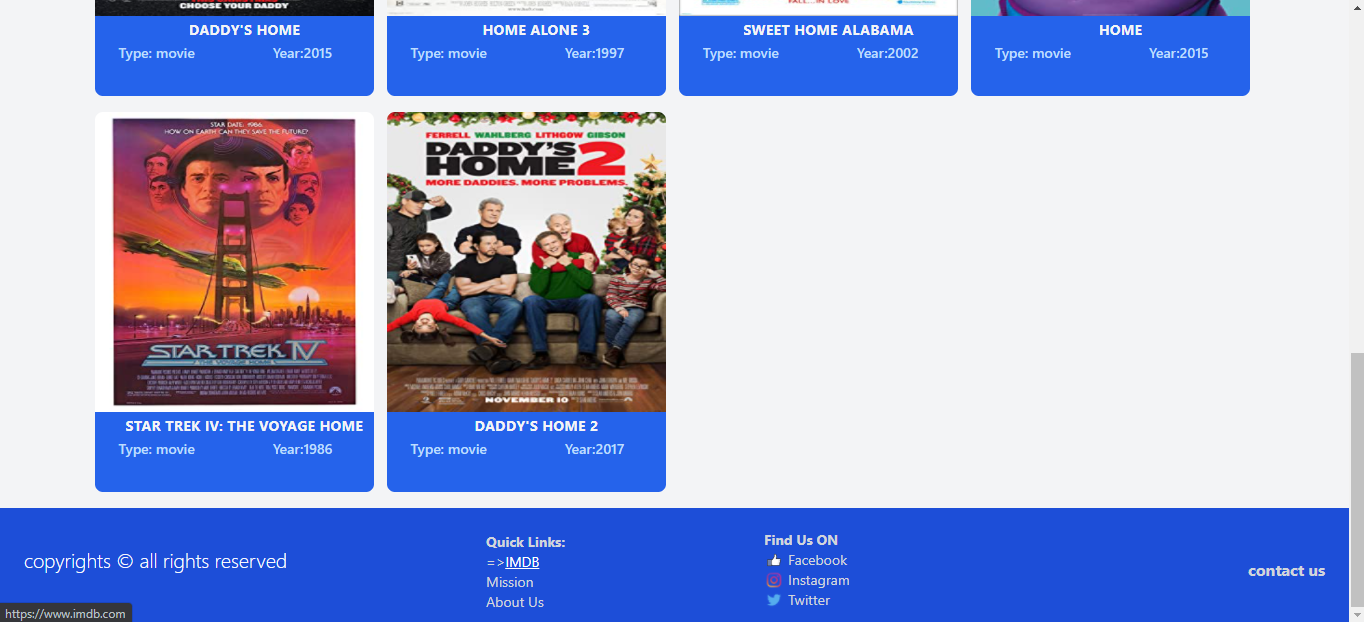 CHOOSE YOUR DADDY
DADDY'S HOME
Type: movie Year:2015
HOME ALONE 3
Type: movie Year:1997
FALL... IN LOVE
SWEET HOME ALABAMA
Type: movie Year:2002
HOME
Type: movie Year:2015
STAR DATE: 1986.
HOW ON EARTH CAN THEY SAVE THE FUTURE?
STAR TREK IV
THE VOYAGE HOME
STAR TREK IV: THE VOYAGE HOME
Type: movie Year:1986
FERRELL WAHLBERG LITHGOW GIBSON
DADDY'S
HOME 2
MORE DADDIES. MORE PROBLEMS.
NOVEMBER 10
DADDY'S HOME 2
Type: movie Year:2017
copyrights © all rights reserved
Quick Links:
=>IMDB
Mission
About Us
Find Us ON
Facebook
Instagram
Twitter
contact us
https://www.imdb.com